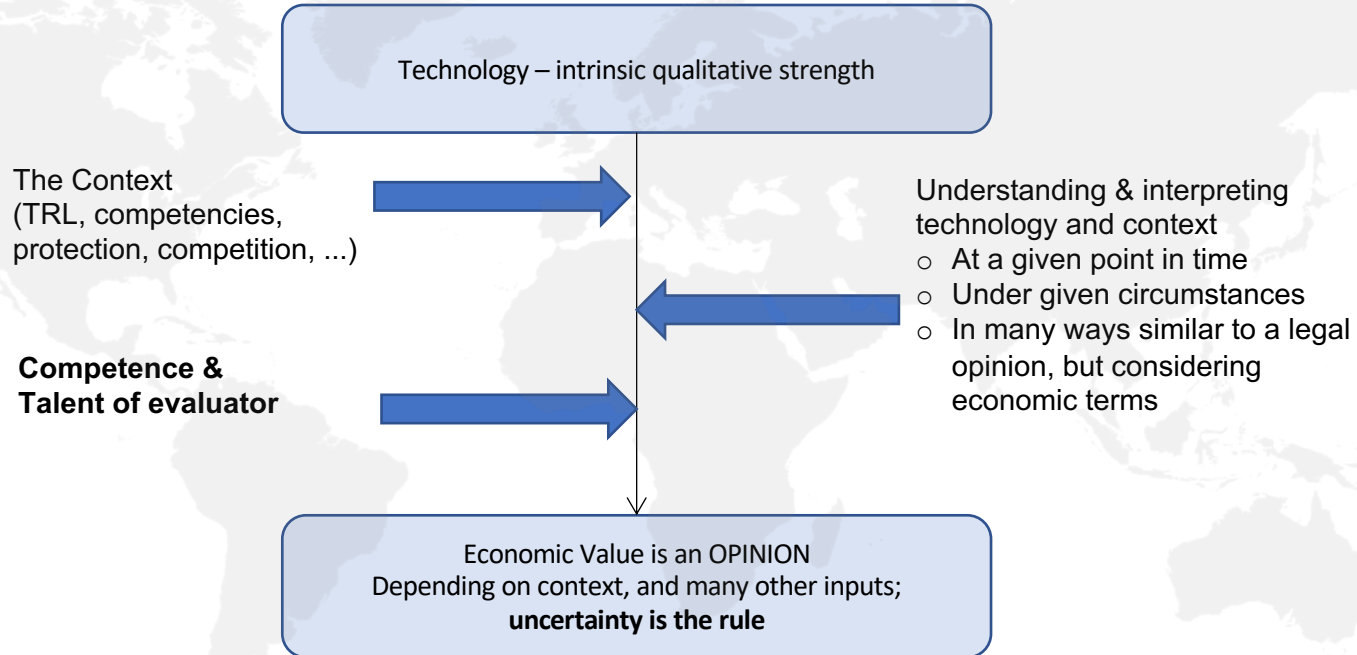 Technology – intrinsic qualitative strength
The Context
(TRL, competencies,
protection, competition, ...)
Understanding & interpreting
technology and context
o At a given point in time
o Under given circumstances
o In many ways similar to a legal
opinion, but considering
economic terms
Competence &
Talent of evaluator
Economic Value is an OPINION
Depending on context, and many other inputs;
uncertainty is the rule